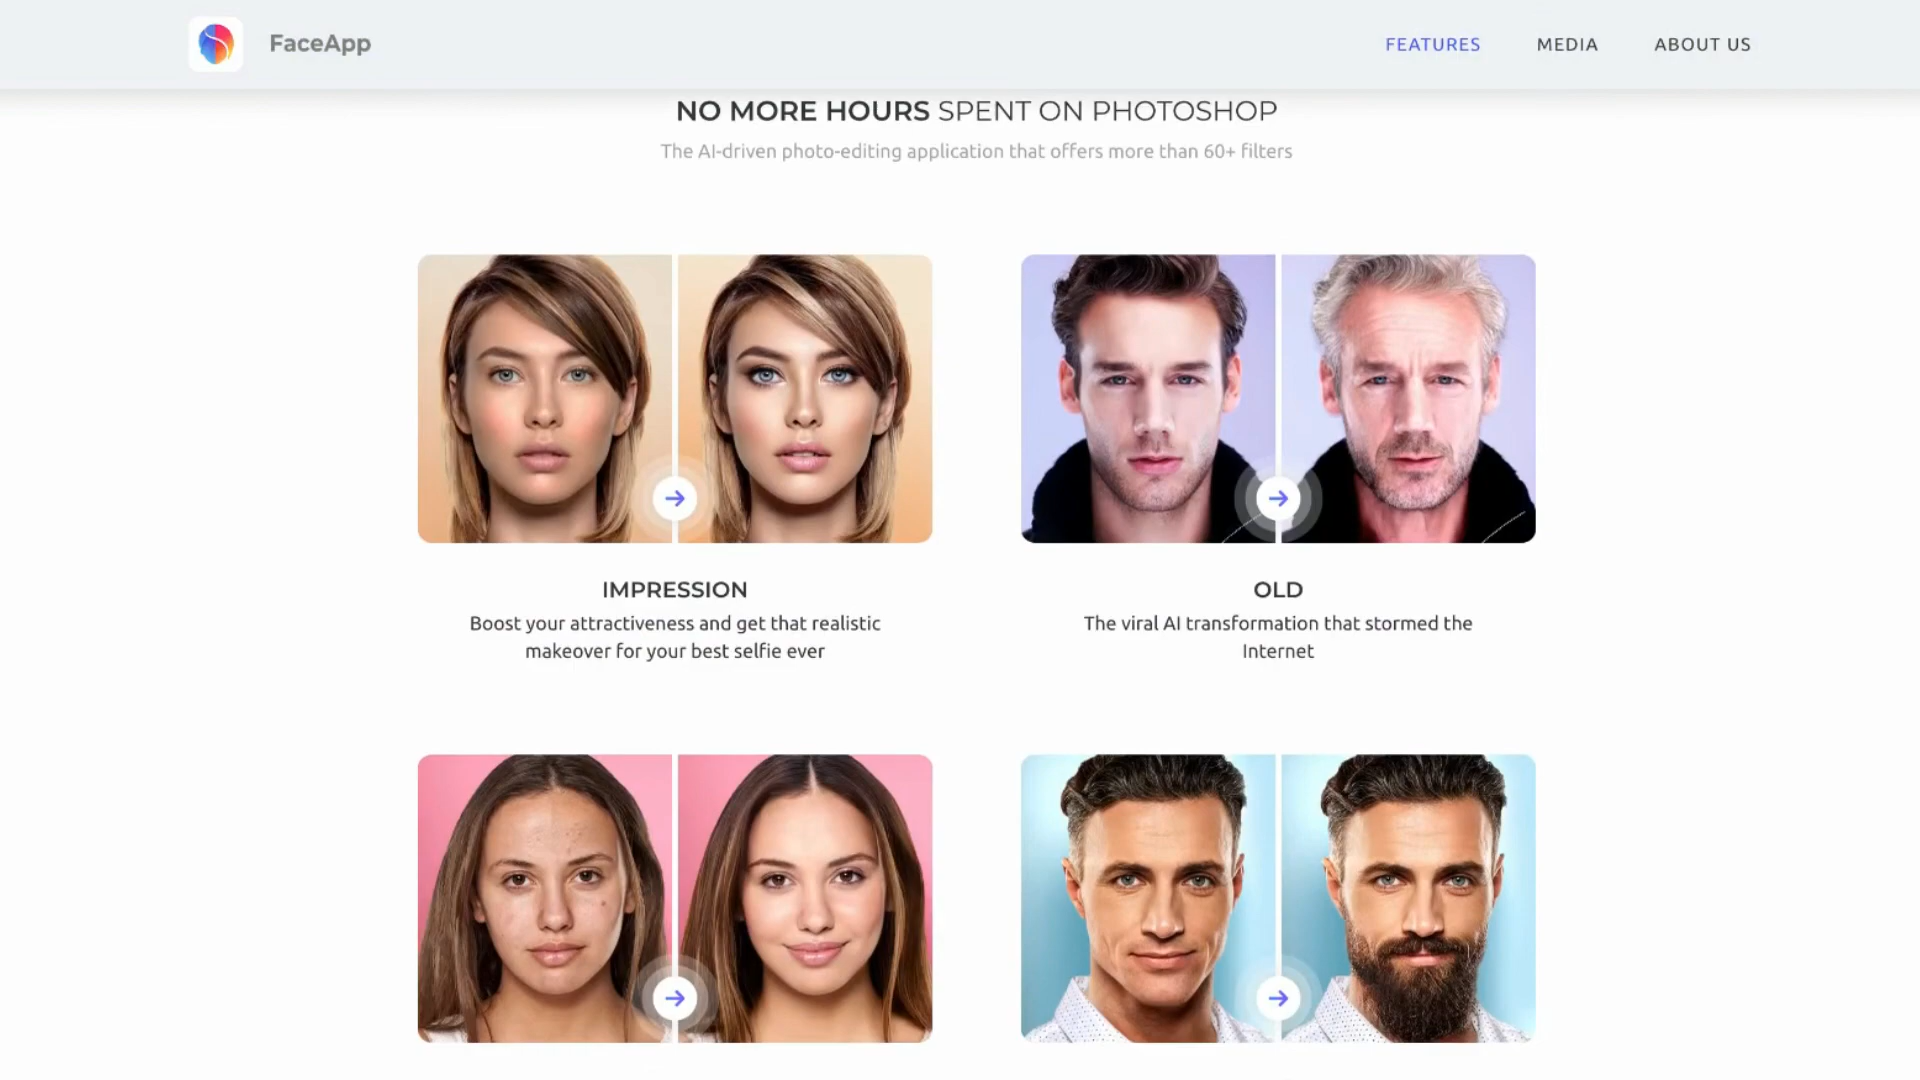 FaceApp
FEATURES
MEDIA
ABOUT US
NO MORE HOURS SPENT ON PHOTOSHOP
The AI-driven photo-editing application that offers more than 60+ filters
IMPRESSION
Boost your attractiveness and get that realistic
makeover for your best selfie ever
OLD
The viral AI transformation that stormed the
Internet